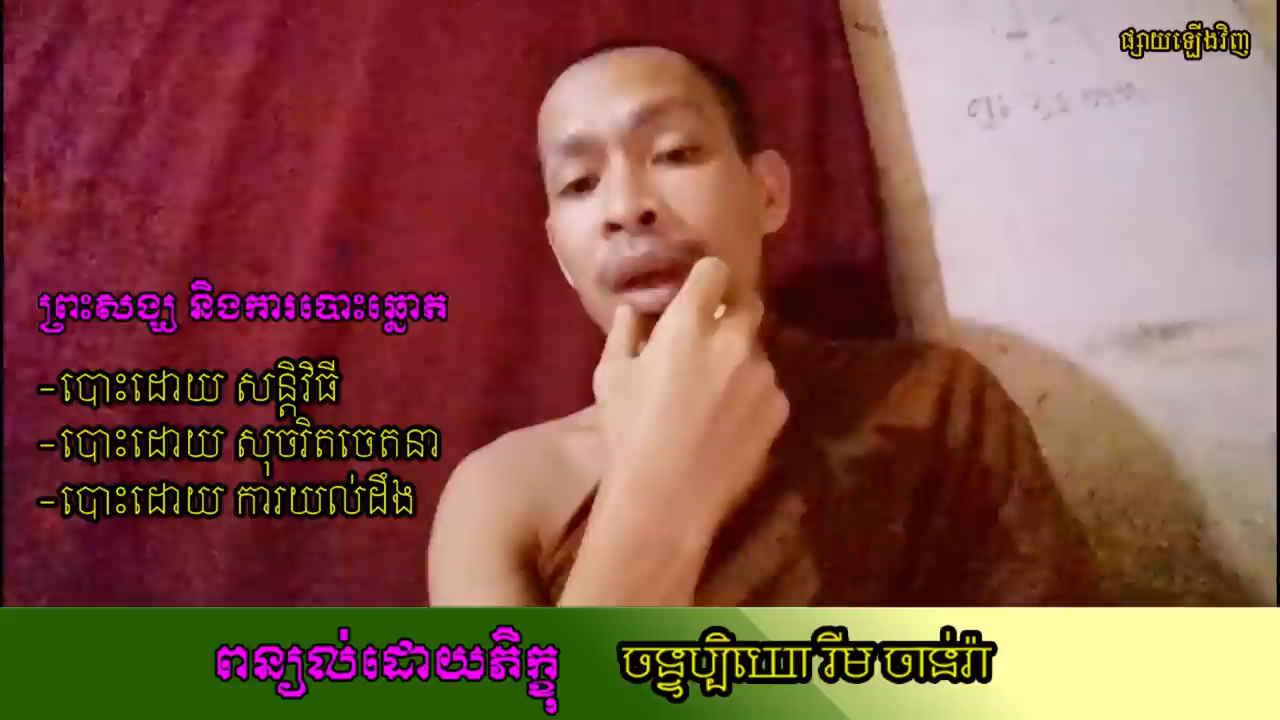 ផ្សាយឡើងវិញ
ព្រះសង្ឃ និងការបោះឆ្នោត
-បោះដោយ សន្តិវិធី
-បោះដោយ សុចរិតចេតនា
-បោះដោយ ការយល់ដឹង
ពន្យល់ដោយភិក្ខុ ចន្ទប្បិយោ រីម ចាន់រ៉ា